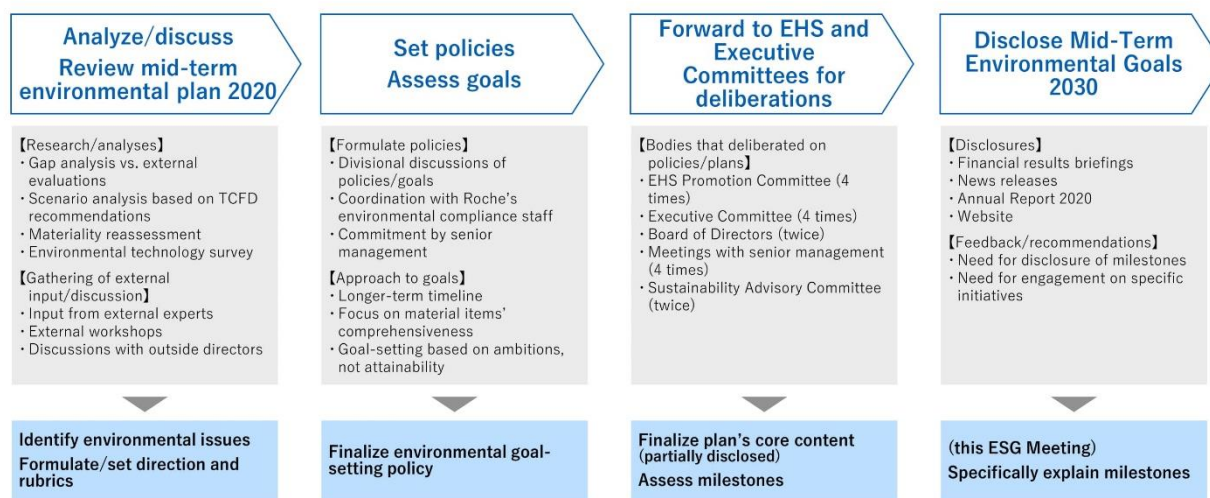 Analyze/discuss
Review mid-term
environmental plan 2020
【Research/analyses】
・Gap analysis vs. external
evaluations
・Scenario analysis based on TCFD
recommendations
・Materiality reassessment
・Environmental technology survey
【Gathering of external
input/discussion】
・Input from external experts
・External workshops
・Discussions with outside directors
Identify environmental issues
Formulate/set direction and
rubrics
Set policies
Assess goals
【Formulate policies】
・Divisional discussions of
policies/goals
・Coordination with Roche’s
environmental compliance staff
・Commitment by senior
management
【Approach to goals】
・Longer-term timeline
・Focus on material items’
comprehensiveness
・Goal-setting based on ambitions,
not attainability
Finalize environmental goal-
setting policy
Forward to EHS and
Executive
Committees for
deliberations
【Bodies that deliberated on
policies/plans】
・EHS Promotion Committee (4
times)
・Executive Committee (4 times)
・Board of Directors (twice)
・Meetings with senior management
(4 times)
・Sustainability Advisory Committee
(twice)
Finalize plan’s core content
(partially disclosed)
Assess milestones
Disclose Mid-Term
Environmental Goals
2030
【Disclosures】
・Financial results briefings
・News releases
・Annual Report 2020
・Website
【Feedback/recommendations】
・Need for disclosure of milestones
・Need for engagement on specific
initiatives
(this ESG Meeting)
Specifically explain milestones